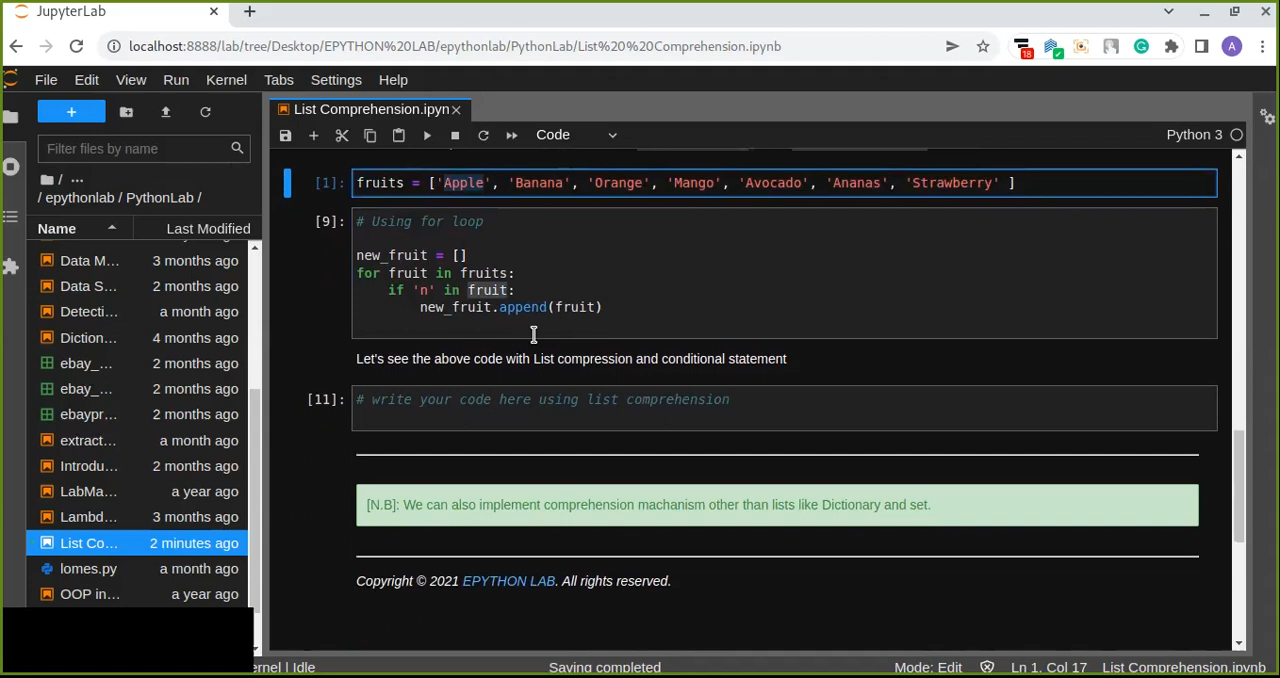 JupyterLab
localhost:8888/lab/tree/Desktop/EPYTHON%20LAB/epythonlab/PythonLab/List%20%20Comprehension.ipynb
18
A
File Edit View Run Kernel Tabs Settings Help
List Comprehension.ipyn
Code
Python 3
Filter files by name
/ ···
/ epythonlab / PythonLab /
Name Last Modified
Data M... 3 months ago
Data S... 2 months ago
Detecti... a month ago
Diction... 4 months ago
ebay_... 2 months ago
ebay_... 2 months ago
ebaypr... 2 months ago
extract... a month ago
Introdu... 2 months ago
LabMa... a year ago
Lambd... 3 months ago
List Co... 2 minutes ago
lomes.py a month ago
OOP in... a year ago
[1]: fruits = ['Apple', 'Banana', 'Orange', 'Mango', 'Avocado', 'Ananas', 'Strawberry' ]
[9]: # Using for loop
new_fruit = []
for fruit in fruits:
if 'n' in fruit:
new_fruit.append(fruit)
Let's see the above code with List compression and conditional statement
[11]: # write your code here using list comprehension
[N.B]: We can also implement comprehension machanism other than lists like Dictionary and set.
Copyright © 2021 EPYTHON LAB. All rights reserved.
ernel | Idle Saving completed Mode: Edit Ln 1, Col 17 List Comprehension.ipynb